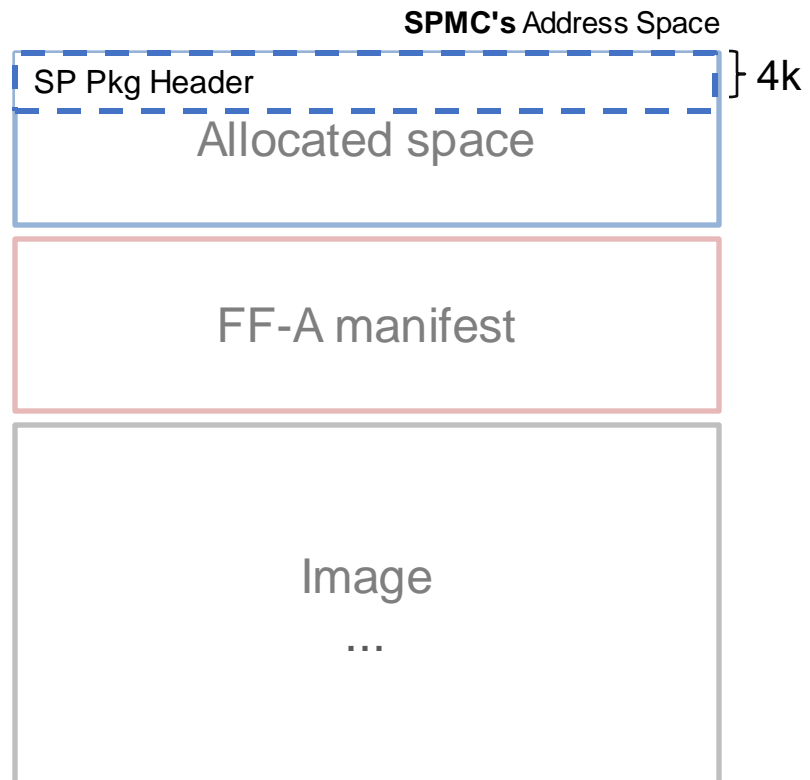 SPMC's Address Space
SP Pkg Header
4k
Allocated space
FF-A manifest
Image
...